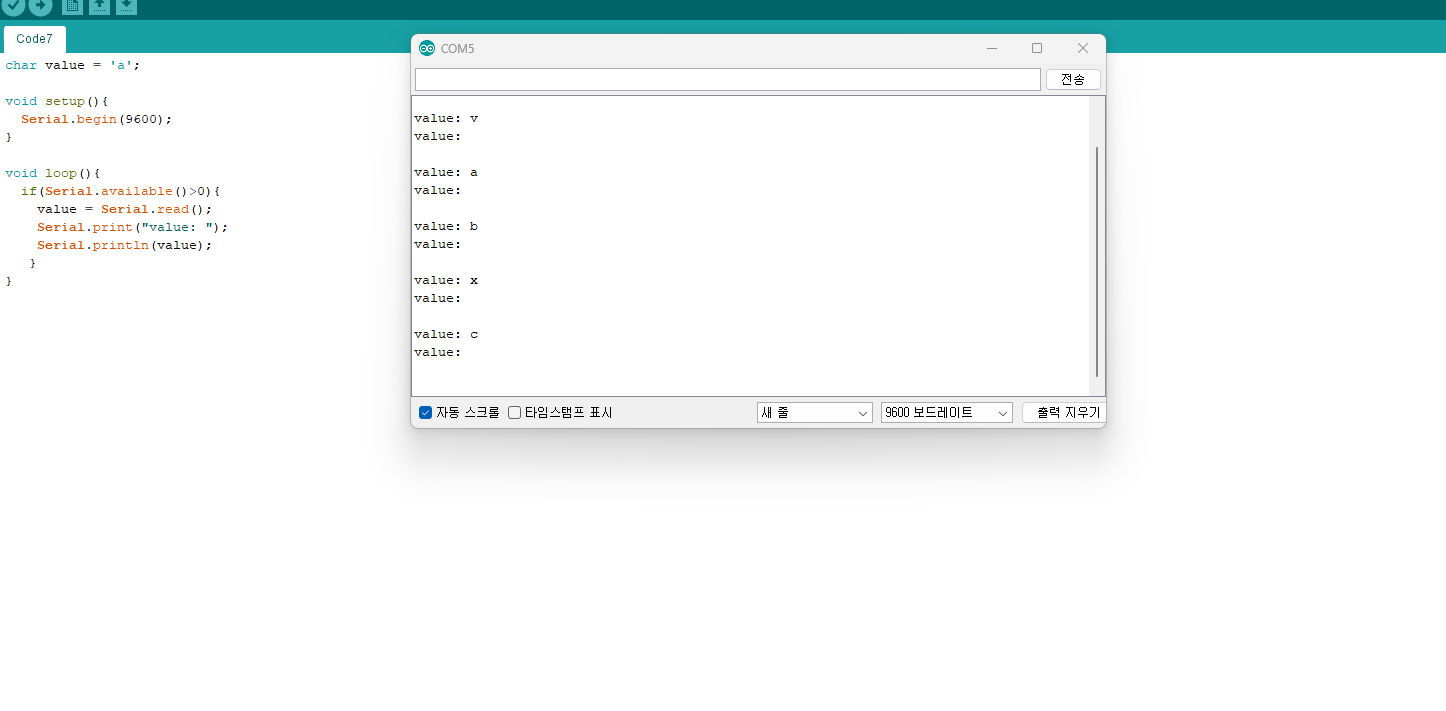 Code7
char value = 'a';
void setup(){
Serial.begin(9600);
}
void loop(){
if(Serial.available()>0){
value = Serial.read();
Serial.print("value: ");
Serial.println(value);
}
}
COM5
전송
value: v
value:
value: a
value:
value: b
value:
value: x
value:
value: c
value:
자동 스크롤 타임스탬프 표시 새 줄 9600 보드레이트 출력 지우기